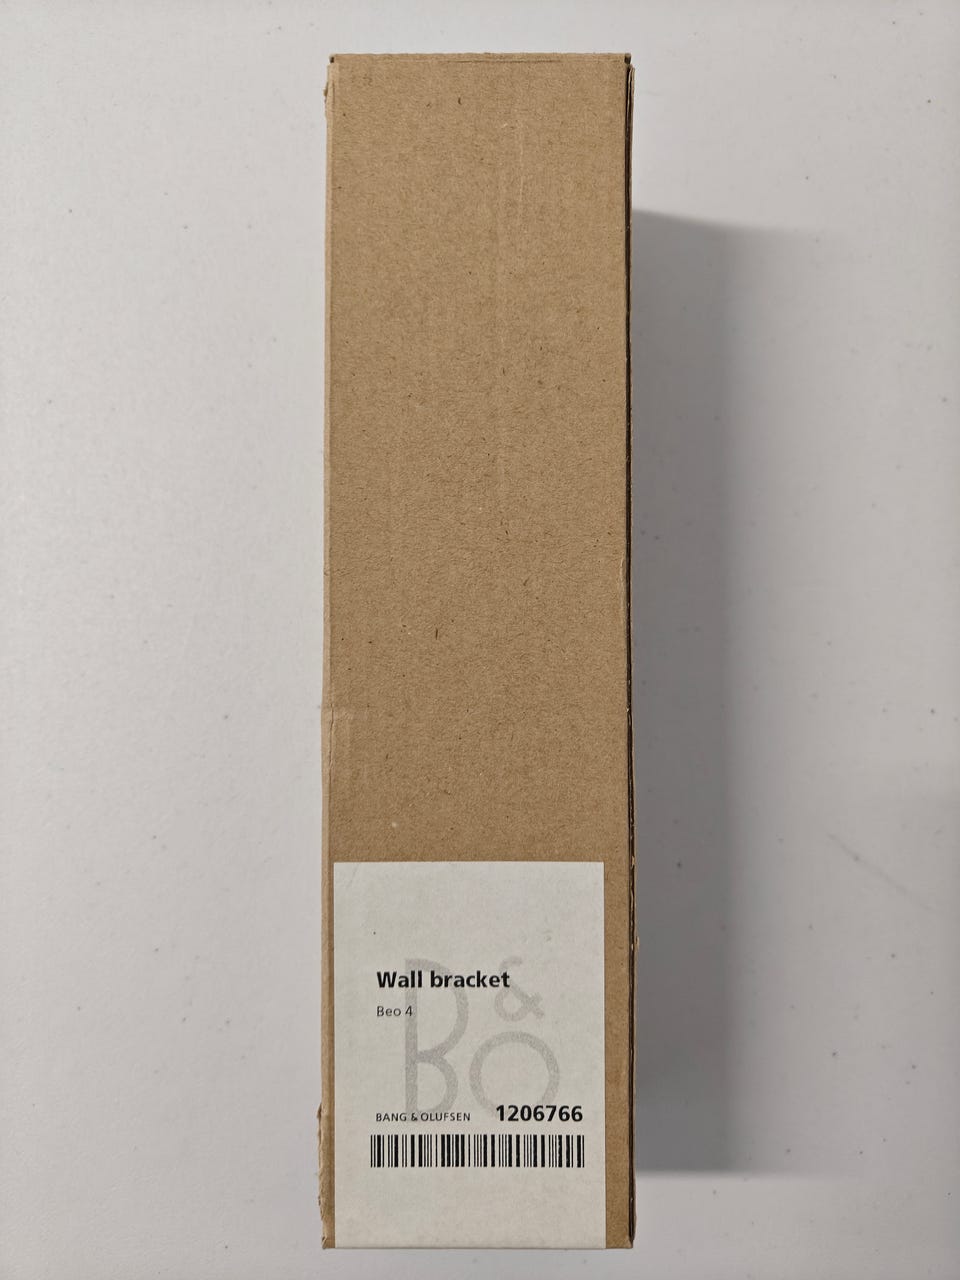 Wall bracket
Beo 4
B&O
BANG & OLUFSEN 1206766